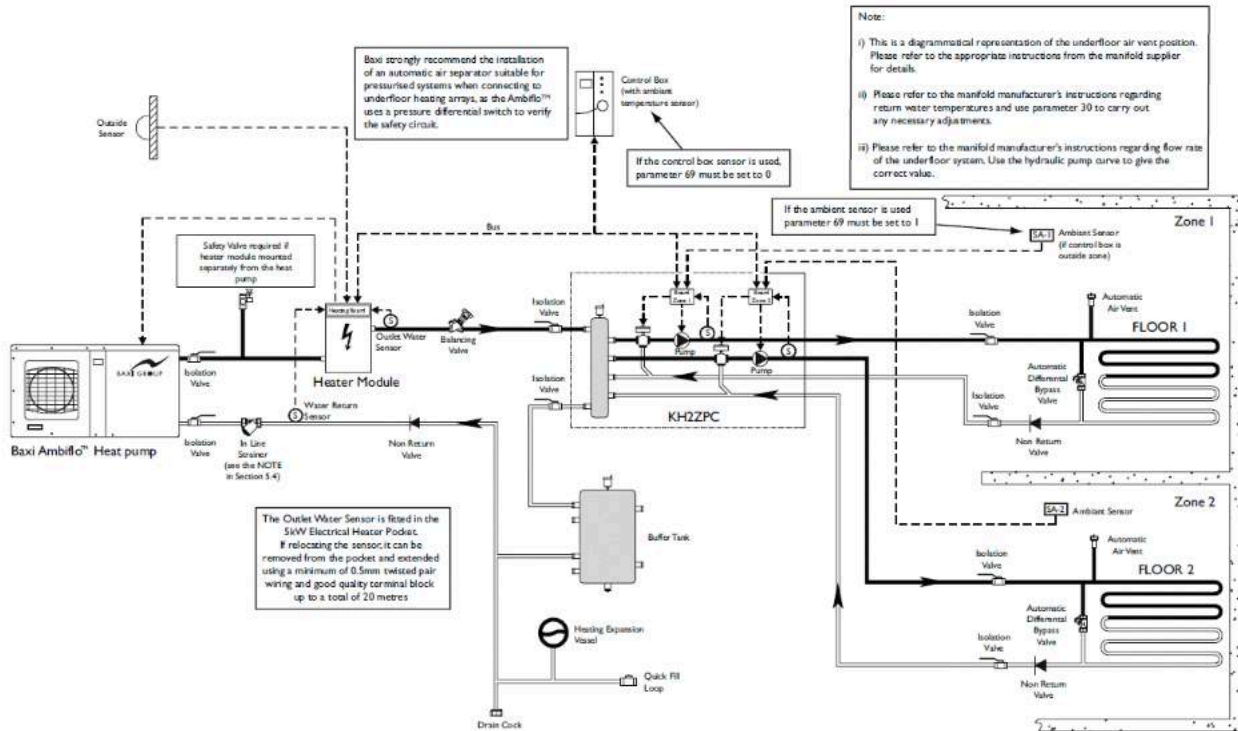 Note:
i) This is a diagrammatical representation of the underfloor air vent position.
Please refer to the appropriate instructions from the manifold supplier
for details.
ii) Please refer to the manifold manufacturer's instructions regarding
return water temperatures and use parameter 30 to carry out
any necessary adjustments.
iii) Please refer to the manifold manufacturer's instructions regarding flow rate
of the underfloor system. Use the hydraulic pump curve to give the
correct value.
Baxi strongly recommend the installation
of an automatic air separator suitable for
pressurised systems when connecting to
underfloor heating arrays, as the Ambiflo™
uses a pressure differential switch to verify
the safety circuit.
Control Box
(with ambient
temperature sensor)
Outside
Sensor
If the control box sensor is used,
parameter 69 must be set to 0
If the ambient sensor is used
parameter 69 must be set to 1
Zone 1
SA-1
Ambient Sensor
(if control box is
outside zone)
Bus
Safety Valve required if
heater module mounted
separately from the heat
pump
Heating Board
S
Outlet Water
Sensor
Balancing
Valve
Isolation
Valve
Board
Zone 1
Board
Zone 2
S
S
Pump
Pump
Isolation
Valve
Automatic
Air Vent
FLOOR 1
BAXI GROUP
Isolation
Valve
Heater Module
Isolation
Valve
KH2ZPC
Automatic
Differential
Bypass
Valve
Isolation
Valve
Non Return
Valve
Baxi Ambiflo™ Heat pump
Isolation
Valve
In Line
Strainer
(see the NOTE
in Section 5.4)
S
Water Return
Sensor
Non Return
Valve
The Outlet Water Sensor is fitted in the
5kW Electrical Heater Pocket.
If relocating the sensor, it can be
removed from the pocket and extended
using a minimum of 0.5mm twisted pair
wiring and good quality terminal block
up to a total of 20 metres
Buffer Tank
Zone 2
SA-2
Ambient Sensor
Isolation
Valve
Automatic
Air Vent
FLOOR 2
Automatic
Differential
Bypass
Valve
Isolation
Valve
Non Return
Valve
Heating Expansion
Vessel
Quick Fill
Loop
Drain Cock